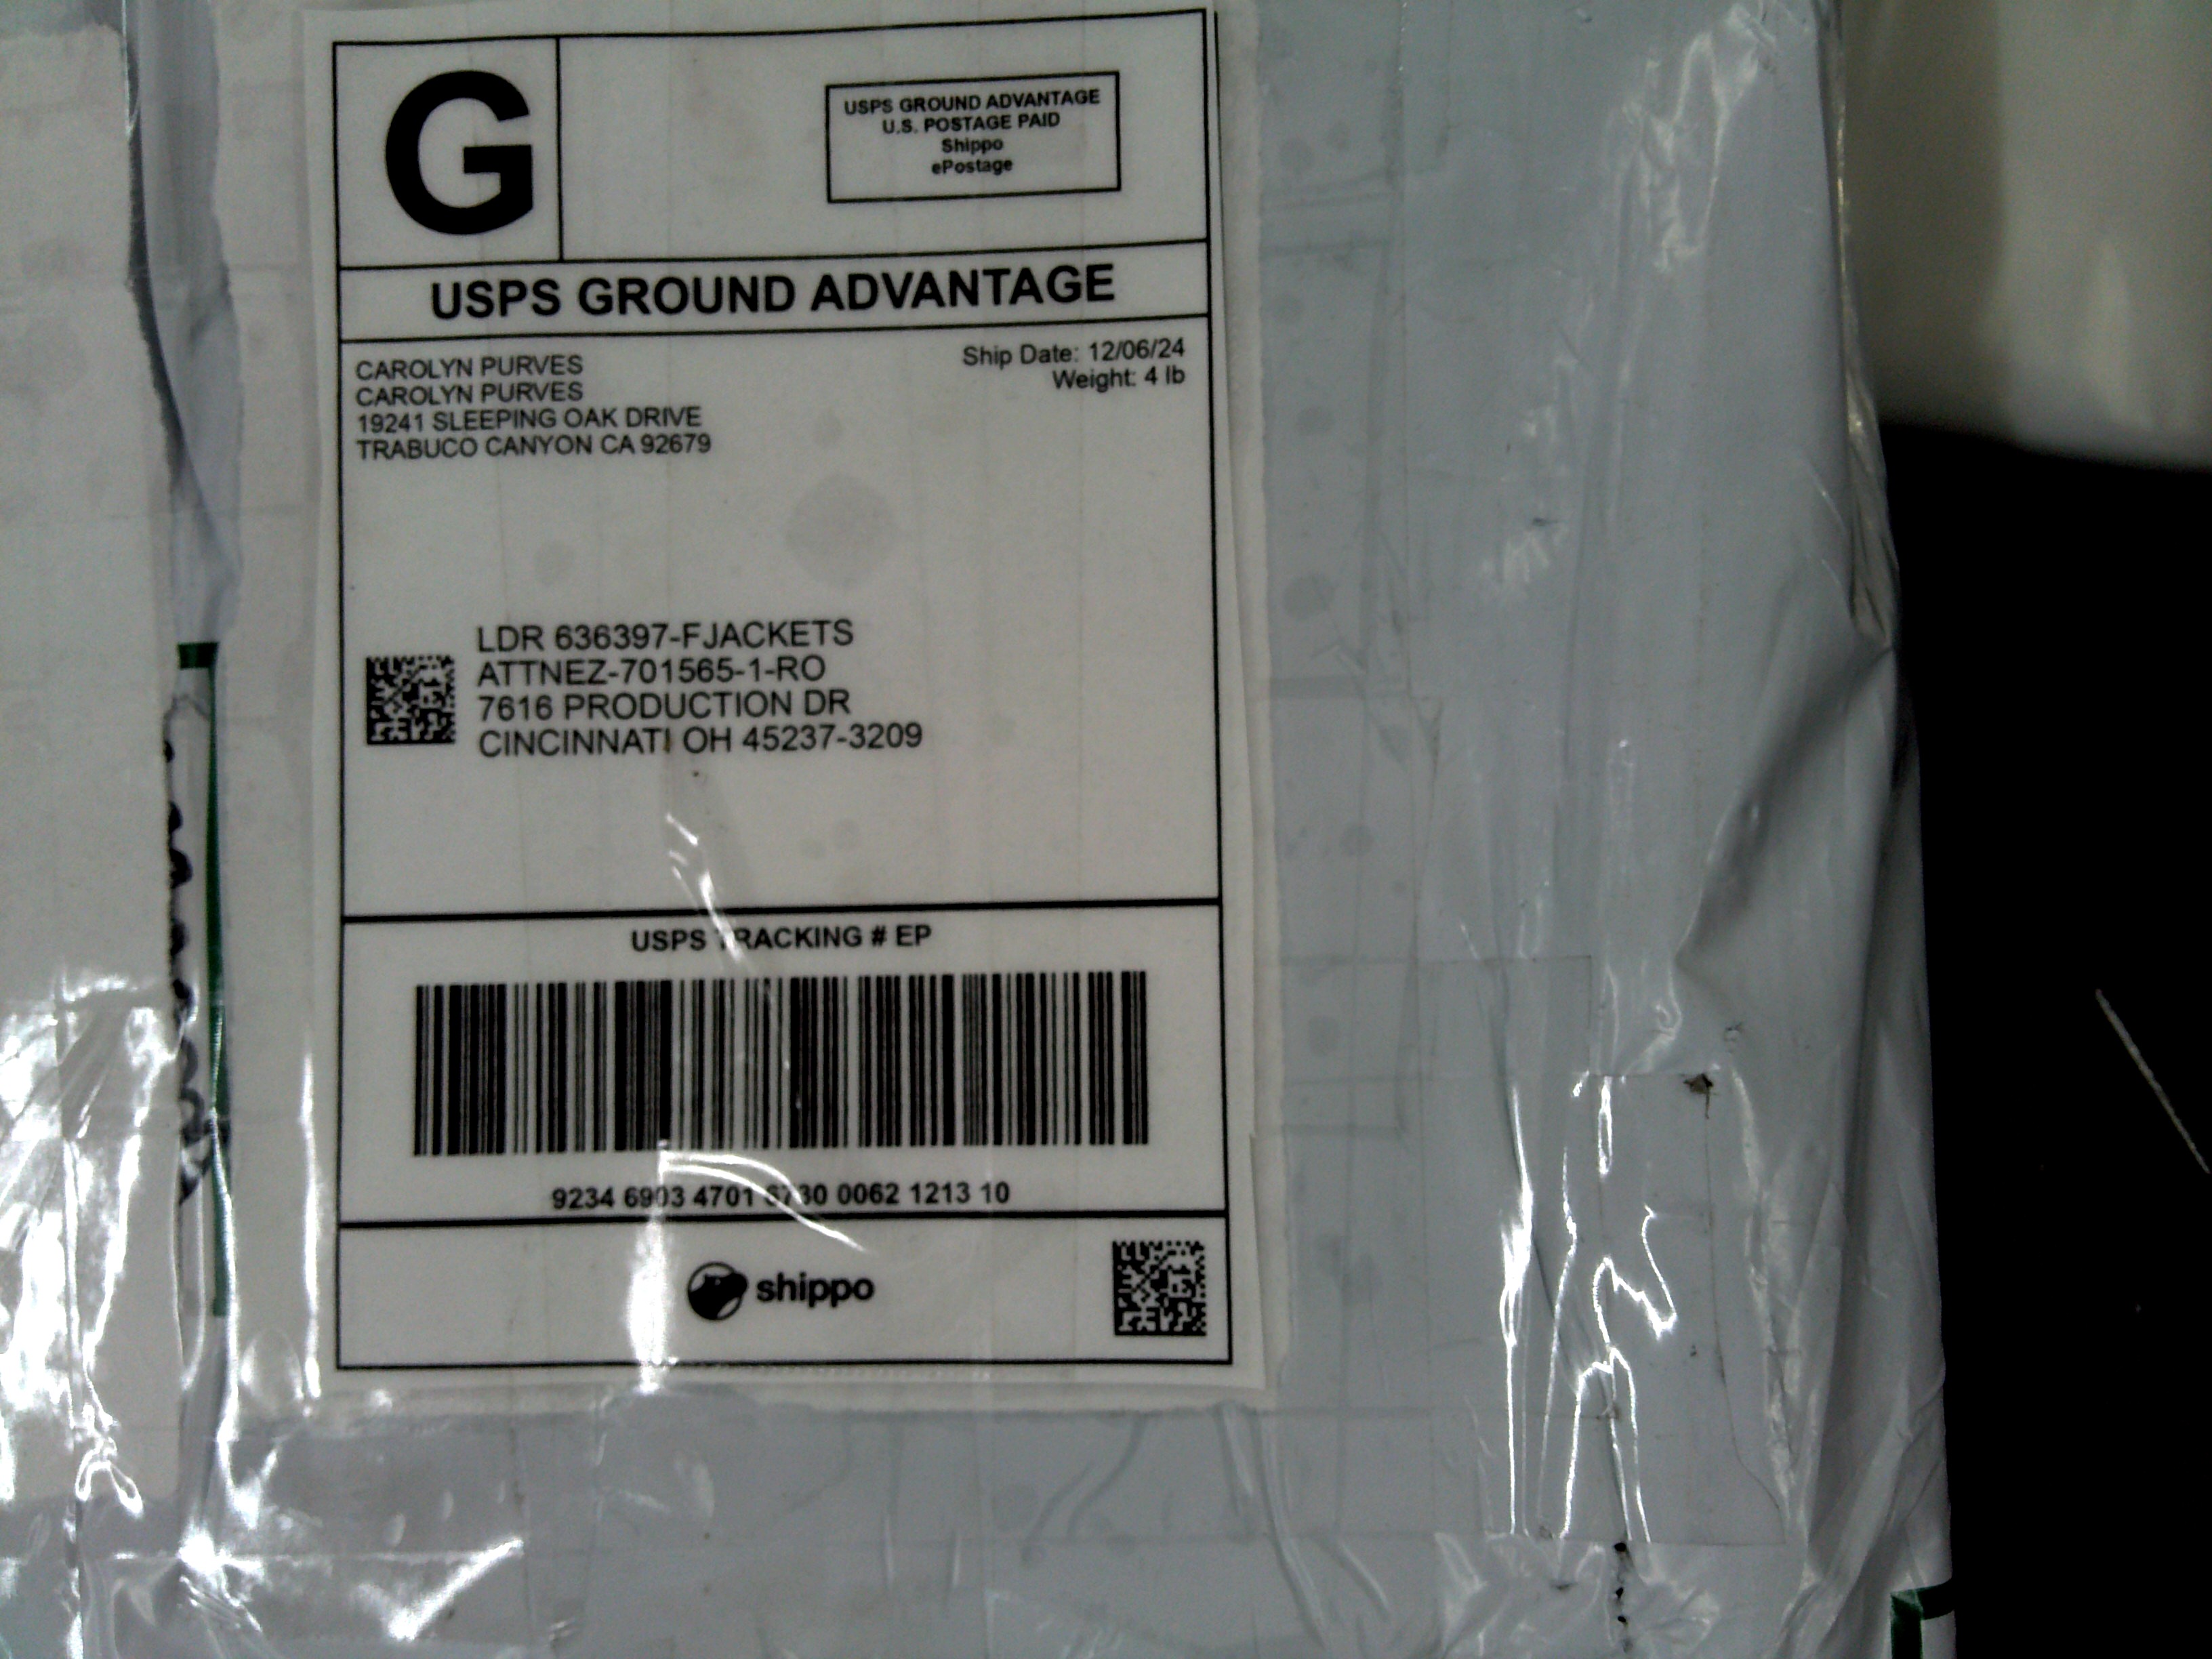 G
USPS GROUND ADVANTAGE
U.S. POSTAGE PAID
Shippo
ePostage
USPS GROUND ADVANTAGE
CAROLYN PURVES
CAROLYN PURVES
19241 SLEEPING OAK DRIVE
TRABUCO CANYON CA 92679
Ship Date: 12/06/24
Weight: 4 lb
LDR 636397-FJACKETS
ATTNEZ-701565-1-RO
7616 PRODUCTION DR
CINCINNATI OH 45237-3209
USPS TRACKING # EP
9234 6903 4701 5730 0062 1213 10
shippo